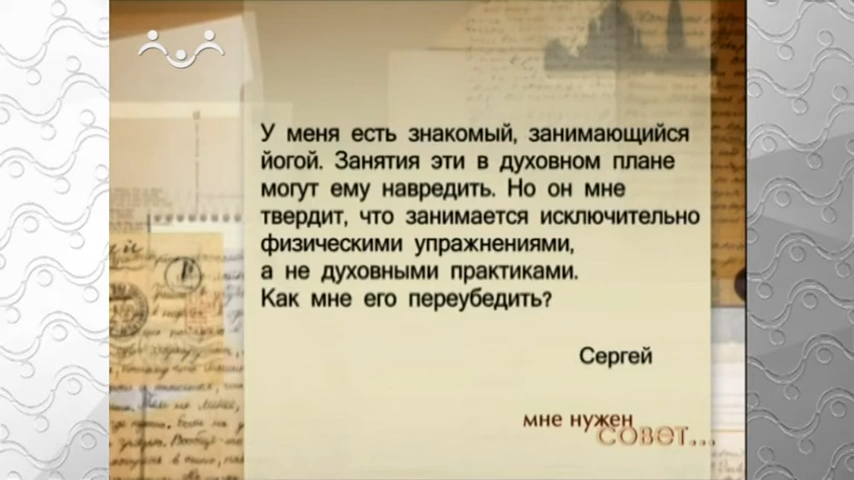 У меня есть знакомый, занимающийся
йогой. Занятия эти в духовном плане
могут ему навредить. Но он мне
твердит, что занимается исключительно
физическими упражнениями,
а не духовными практиками.
Как мне его переубедить?
Сергей
мне нужен
совет...